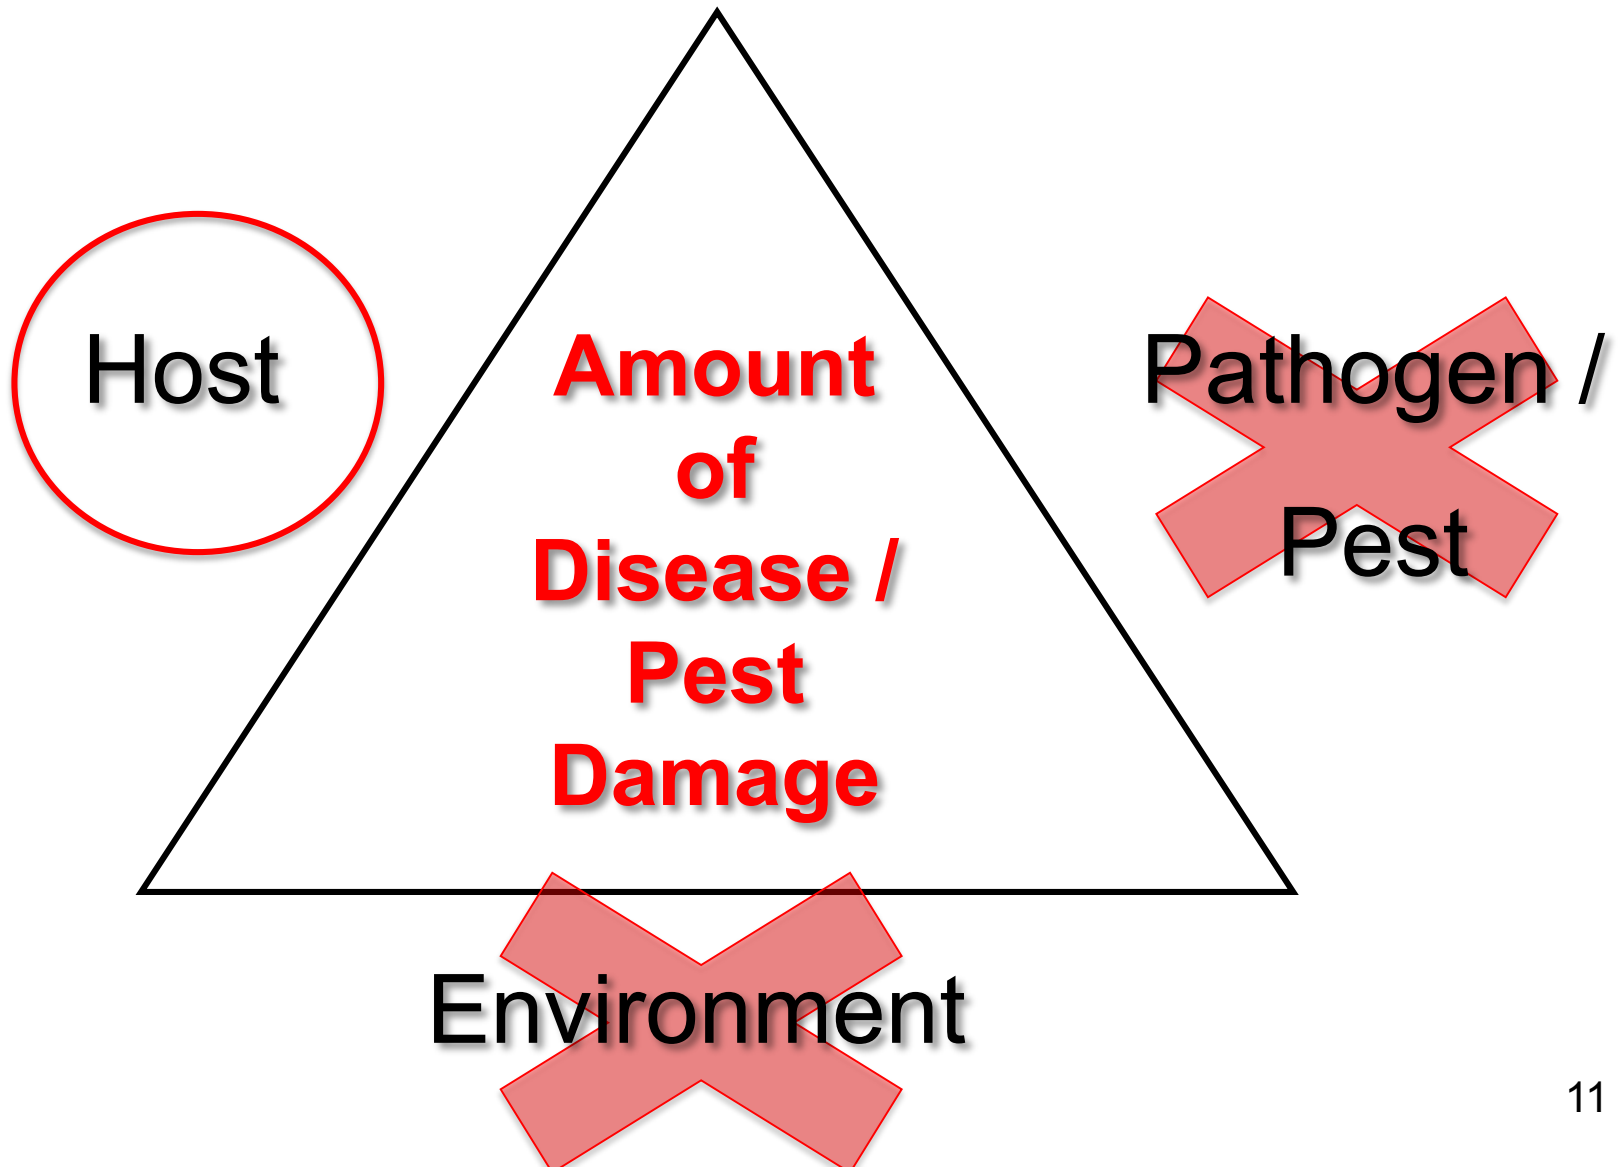 Host
Amount
of
Disease /
Pest
Damage
Pathogen /
Pest
Environment
11